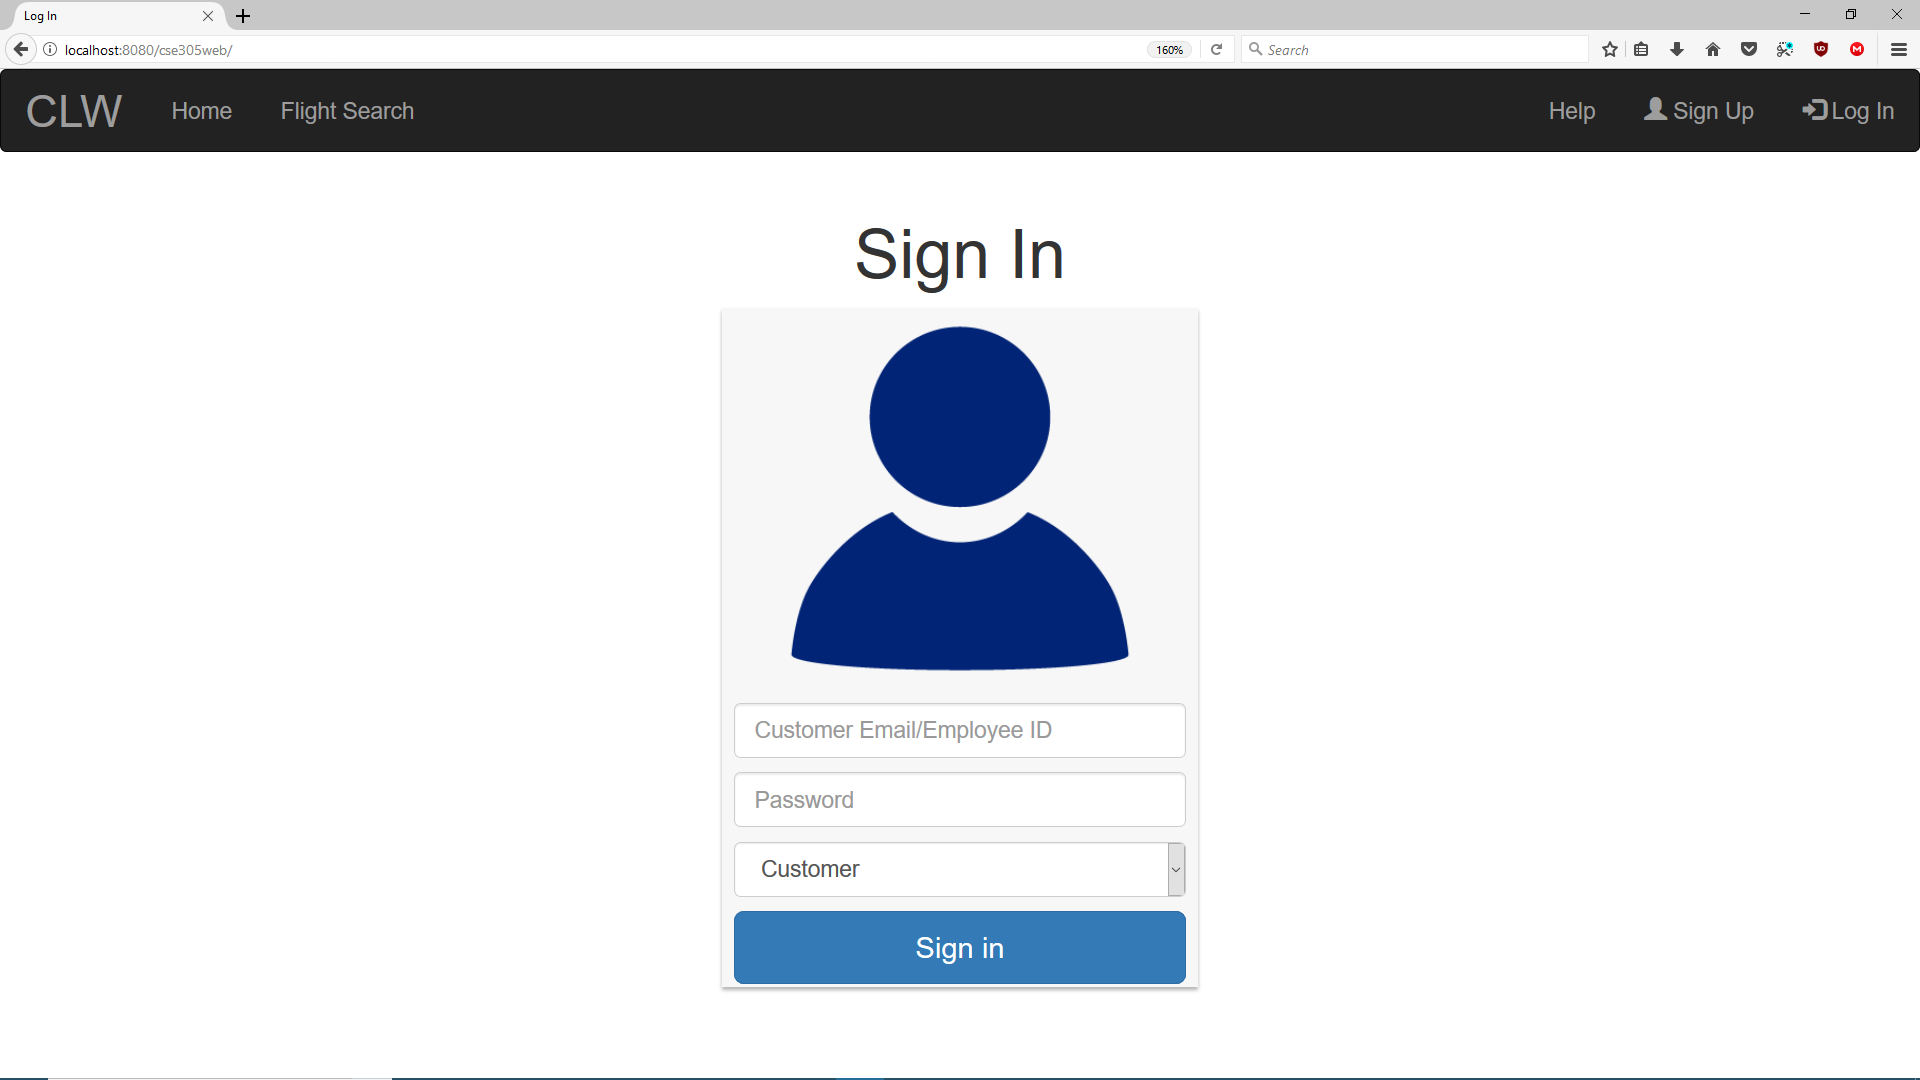 Log In
localhost:8080/cse305web/
160%
Search
CLW Home Flight Search Help Sign Up Log In
Sign In
Customer Email/Employee ID
Password
Customer
Sign in